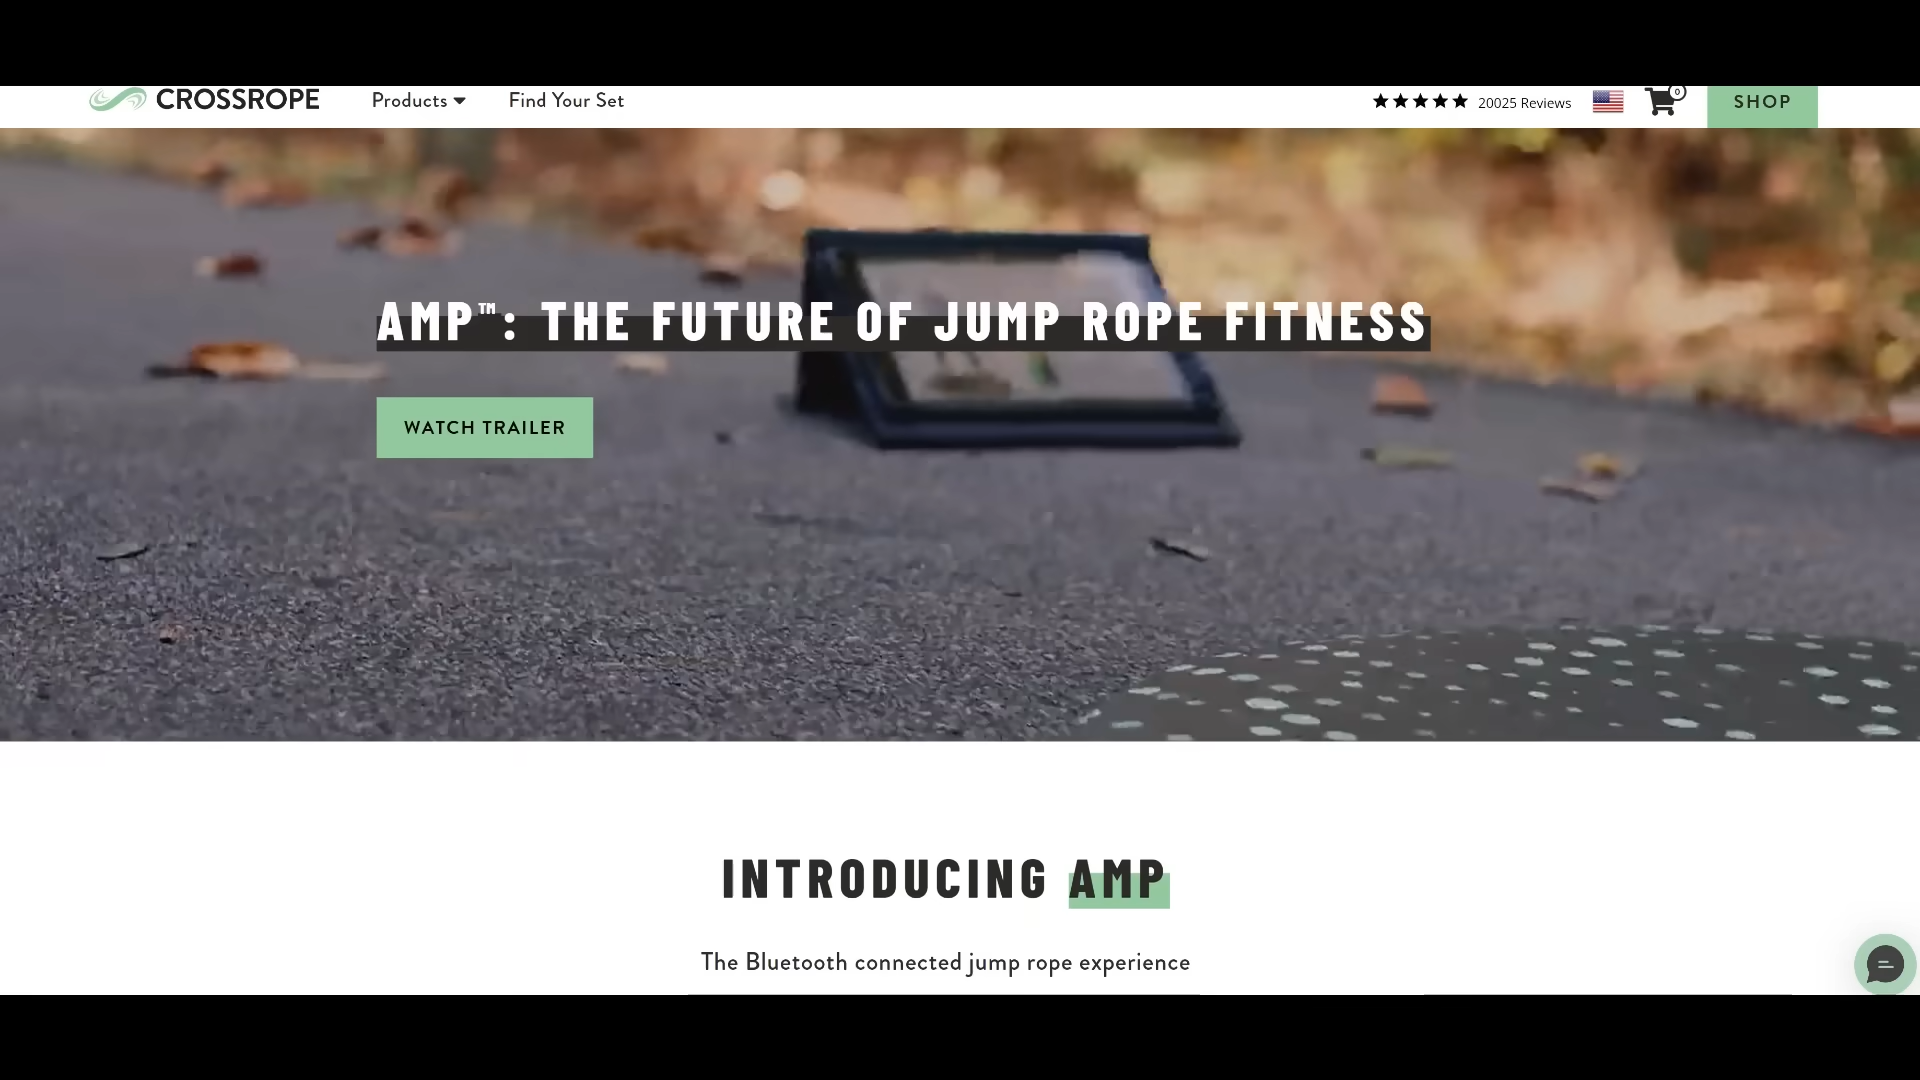 CROSSROPE
Products
Find Your Set
20025 Reviews
0
SHOP
AMP™: THE FUTURE OF JUMP ROPE FITNESS
WATCH TRAILER
INTRODUCING AMP
The Bluetooth connected jump rope experience